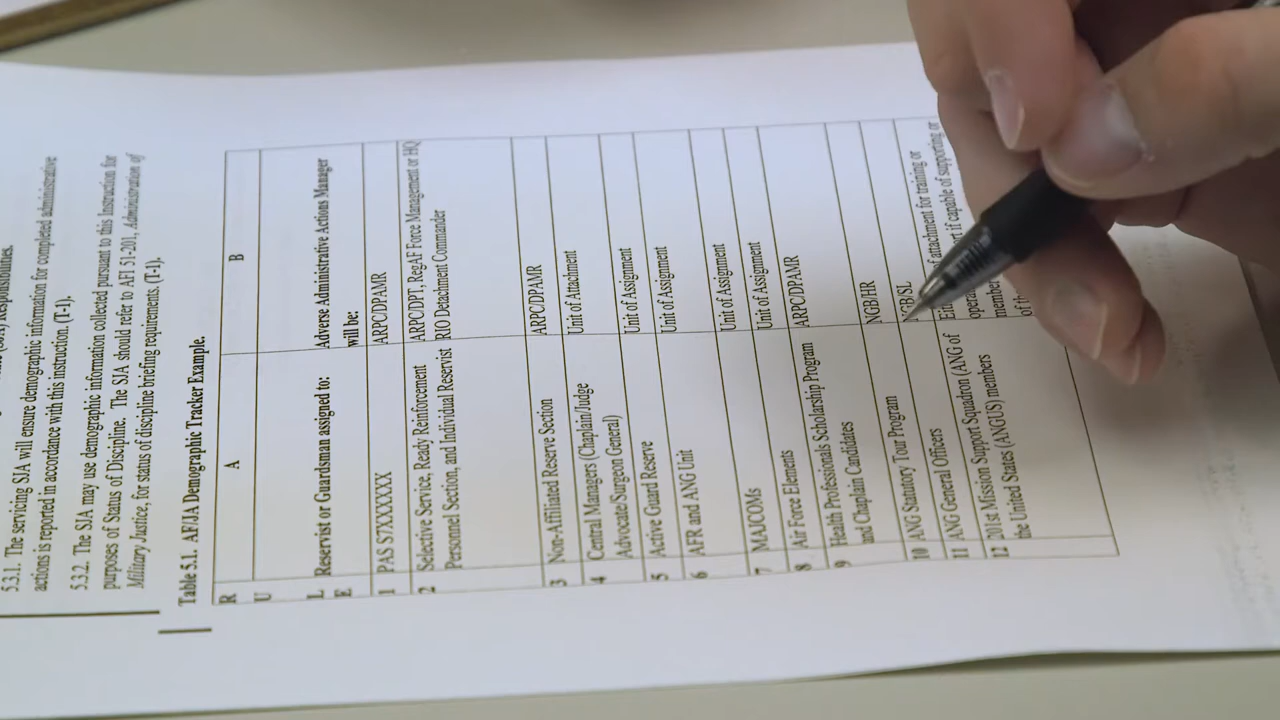 Responsibilities.
5.3.1. The servicing SJA will ensure demographic information for completed administrative
actions is reported in accordance with this instruction. (T-1).
5.3.2. The SJA may use demographic information collected pursuant to this Instruction for
purposes of Status of Discipline. The SJA should refer to AFI 51-201, Administration of
Military Justice, for status of discipline briefing requirements. (T-1).
Table 5.1. AF/JA Demographic Tracker Example.
R A B
U
L Reservist or Guardsman assigned to: Adverse Administrative Actions Manager
E will be:
1 PAS S7XXXXXX ARPC/DPAMR
2 Selective Service, Ready Reinforcement ARPC/DPT, RegAF Force Management or HQ
Personnel Section, and Individual Reservist RIO Detachment Commander
3 Non-Affiliated Reserve Section ARPC/DPAMR
4 Central Managers (Chaplain/Judge Unit of Attachment
Advocate/Surgeon General)
5 Active Guard Reserve Unit of Assignment
6 AFR and ANG Unit Unit of Assignment
7 MAJCOMs Unit of Assignment
8 Air Force Elements Unit of Assignment
9 Health Professionals Scholarship Program ARPC/DPAMR
and Chaplain Candidates
10 ANG Statutory Tour Program NGB/HR
11 ANG General Officers NGB/SL
12 201st Mission Support Squadron (ANG of of attachment for training or
the United States (ANGUS) members if capable of supporting or